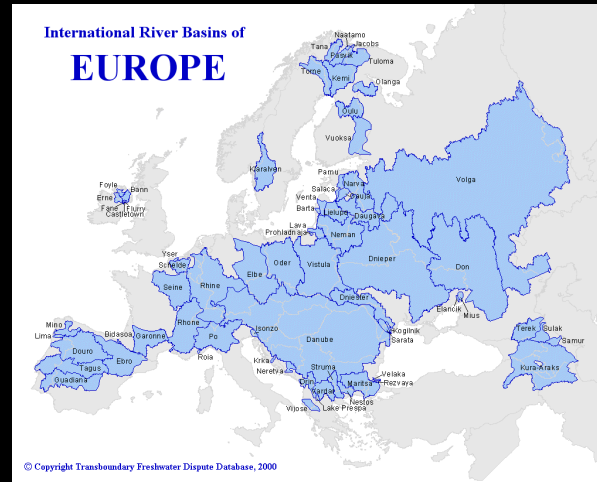 International River Basins of
EUROPE
Naatamo
Tana
Jacobs
Pasvik
Tuloma
Torne
Kemi
Olanga
Oulu
Vuoksa
Klaralven
Volga
Foyle
Bann
Erne
Fane
Flurry
Castletown
Parnu
Narva
Salaca
Gauja
Venta
Barta
Lielupe
Daugava
Lava
Prohladnaja
Neman
Dnieper
Don
Yser
Schelde
Seine
Rhine
Elbe
Oder
Vistula
Dniester
Elancik
Mius
Kogilnik
Sarata
Mino
Lima
Bidasoa
Garonne
Rhone
Po
Isonzo
Danube
Douro
Ebro
Tagus
Guadiana
Roia
Krka
Neretva
Struma
Drin
Vardar
Maritsa
Velaka
Rezvaya
Nestos
Vijose
Lake Prespa
Terek
Sulak
Samur
Kura-Araks
© Copyright Transboundary Freshwater Dispute Database, 2000